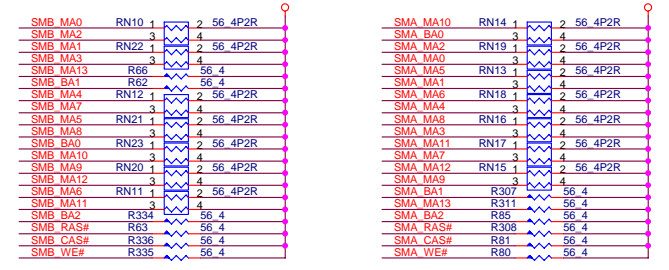 SMB_MA0 RN10 1 2 56_4P2R
SMB_MA2 3 4
SMB_MA1 RN22 1 2 56_4P2R
SMB_MA3 3 4
SMB_MA13 R66 56_4
SMB_BA1 R62 56_4
SMB_MA4 RN12 1 2 56_4P2R
SMB_MA7 3 4
SMB_MA5 RN21 1 2 56_4P2R
SMB_MA8 3 4
SMB_BA0 RN23 1 2 56_4P2R
SMB_MA10 3 4
SMB_MA9 RN20 1 2 56_4P2R
SMB_MA12 3 4
SMB_MA6 RN11 1 2 56_4P2R
SMB_MA11 3 4
SMB_BA2 R334 56_4
SMB_RAS# R63 56_4
SMB_CAS# R336 56_4
SMB_WE# R335 56_4
SMA_MA10 RN14 1 2 56_4P2R
SMA_BA0 3 4
SMA_MA2 RN19 1 2 56_4P2R
SMA_MA0 3 4
SMA_MA5 RN13 1 2 56_4P2R
SMA_MA1 3 4
SMA_MA6 RN18 1 2 56_4P2R
SMA_MA4 3 4
SMA_MA8 RN16 1 2 56_4P2R
SMA_MA3 3 4
SMA_MA11 RN17 1 2 56_4P2R
SMA_MA7 3 4
SMA_MA12 RN15 1 2 56_4P2R
SMA_MA9 3 4
SMA_BA1 R307 56_4
SMA_MA13 R311 56_4
SMA_BA2 R85 56_4
SMA_RAS# R308 56_4
SMA_CAS# R81 56_4
SMA_WE# R80 56_4